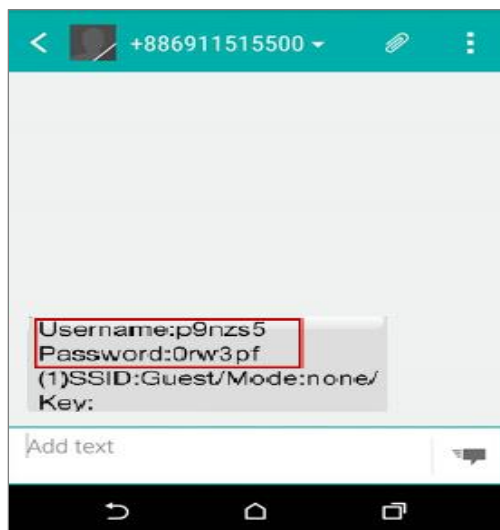 +886911515500
Username:p9nzs5
Password:0rw3pf
(1)SSID:Guest/Mode:none/
Key:
Add text